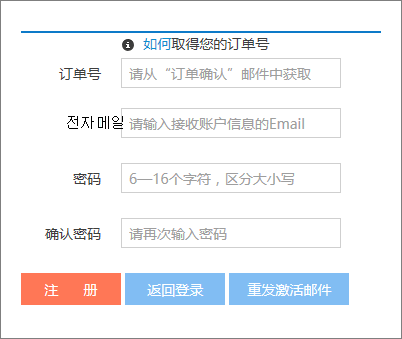 如何取得您的订单号
订单号 请从“订单确认”邮件中获取
전자메일 请输入接收账户信息的Email
密码 6—16个字符，区分大小写
确认密码 请再次输入密码
注 册 返回登录 重发激活邮件